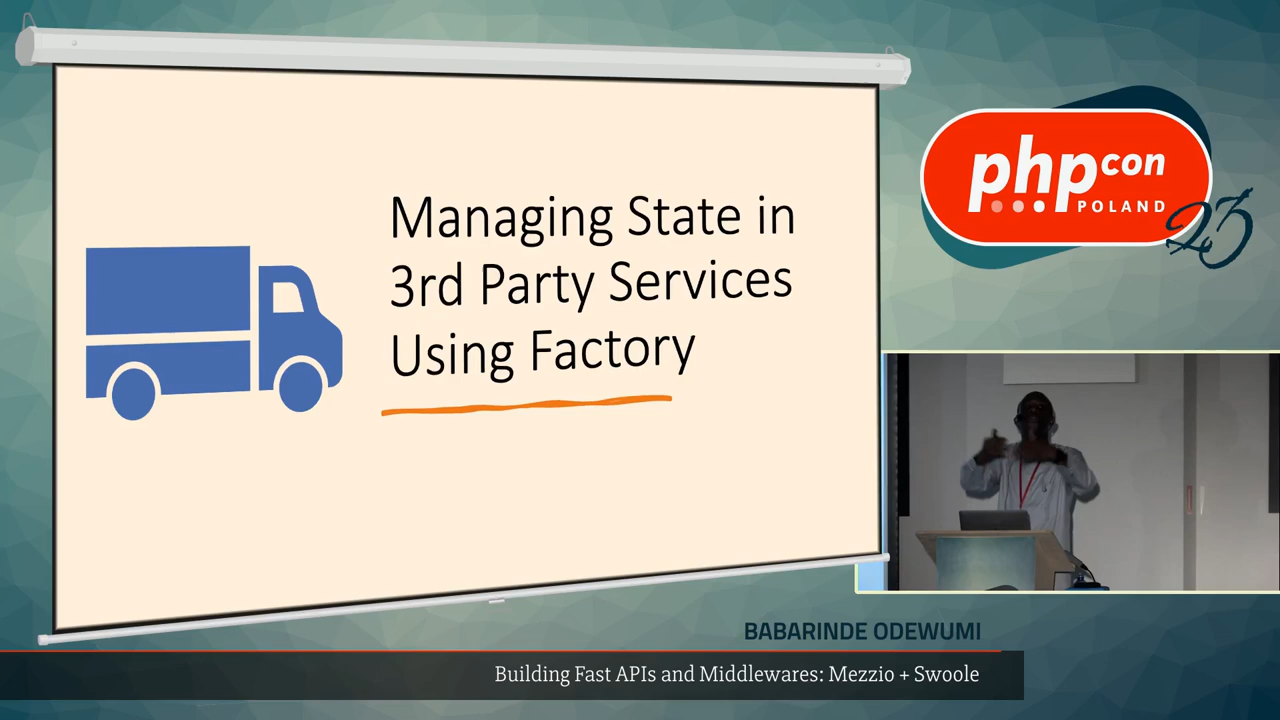 Managing State in
3rd Party Services
Using Factory
php con
POLAND
23
BABARINDE ODEWUMI
Building Fast APIs and Middlewares: Mezzio + Swoole